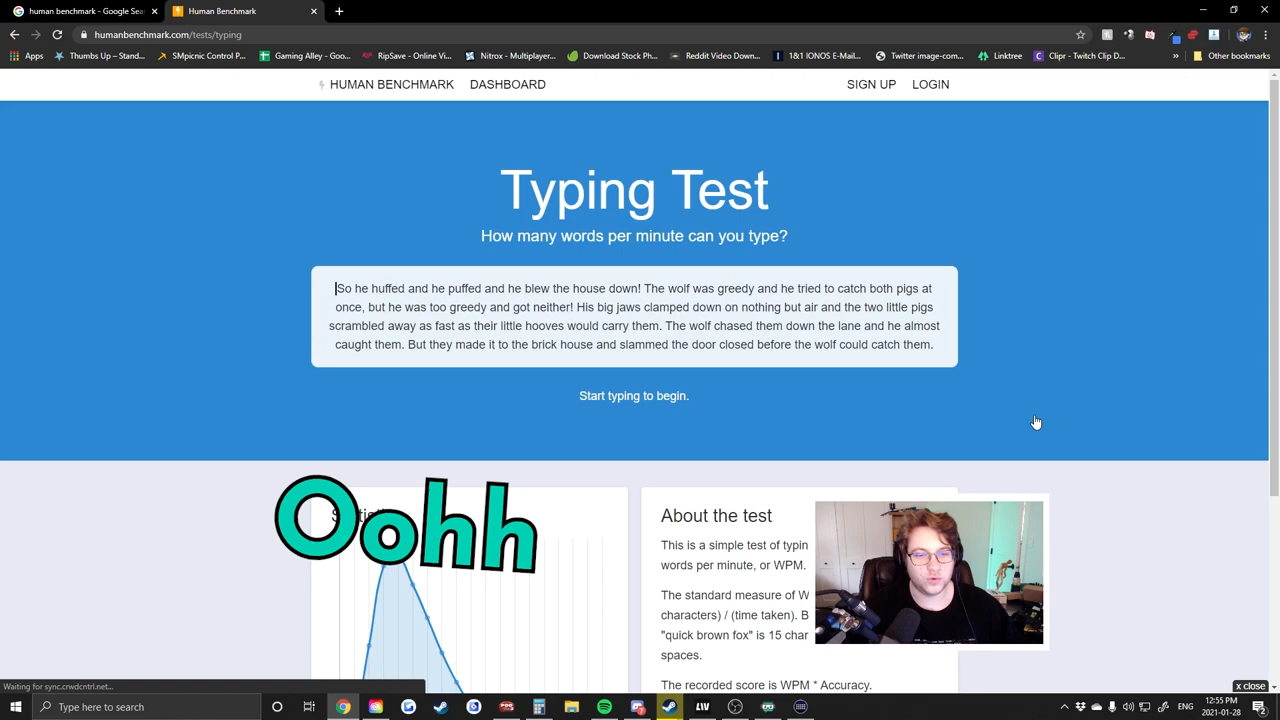 human benchmark - Google Sea
Human Benchmark
humanbenchmark.com/tests/typing
Apps
Thumbs Up – Stand...
SMpicnic Control P...
Gaming Alley - Goo...
RipSave - Online Vi...
Nitrox - Multiplayer...
Download Stock Ph...
Reddit Video Down...
1&1 IONOS E-Mail...
Twitter image-com...
Linktree
Clipr - Twitch Clip D...
Other bookmarks
HUMAN BENCHMARK
DASHBOARD
SIGN UP
LOGIN
Typing Test
How many words per minute can you type?
So he huffed and he puffed and he blew the house down! The wolf was greedy and he tried to catch both pigs at
once, but he was too greedy and got neither! His big jaws clamped down on nothing but air and the two little pigs
scrambled away as fast as their little hooves would carry them. The wolf chased them down the lane and he almost
caught them. But they made it to the brick house and slammed the door closed before the wolf could catch them.
Start typing to begin.
Oohh
About the test
This is a simple test of typin
words per minute, or WPM.
The standard measure of W
characters) / (time taken). B
"quick brown fox" is 15 char
spaces.
The recorded score is WPM * Accuracy.
Waiting for sync.crwdcntrl.net...
x close
Type here to search
ENG
12:55 PM
2021-01-28